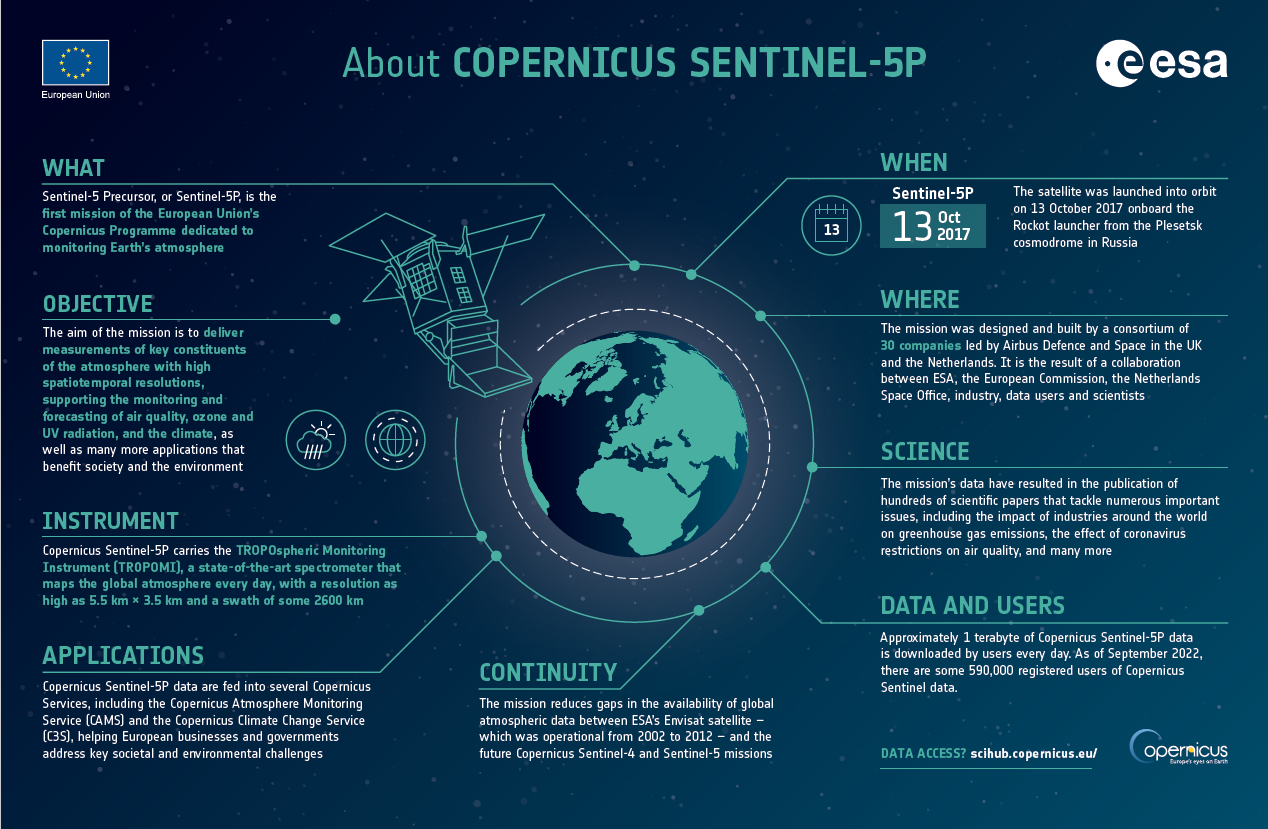 European Union
About COPERNICUS SENTINEL-5P
esa
WHAT
Sentinel-5 Precursor, or Sentinel-5P, is the
first mission of the European Union's
Copernicus Programme dedicated to
monitoring Earth's atmosphere
OBJECTIVE
The aim of the mission is to deliver
measurements of key constituents
of the atmosphere with high
spatiotemporal resolutions,
supporting the monitoring and
forecasting of air quality, ozone and
UV radiation, and the climate, as
well as many more applications that
benefit society and the environment
INSTRUMENT
Copernicus Sentinel-5P carries the TROPOspheric Monitoring
Instrument (TROPOMI), a state-of-the-art spectrometer that
maps the global atmosphere every day, with a resolution as
high as 5.5 km × 3.5 km and a swath of some 2600 km
APPLICATIONS
Copernicus Sentinel-5P data are fed into several Copernicus
Services, including the Copernicus Atmosphere Monitoring
Service (CAMS) and the Copernicus Climate Change Service
(C3S), helping European businesses and governments
address key societal and environmental challenges
CONTINUITY
The mission reduces gaps in the availability of global
atmospheric data between ESA's Envisat satellite –
which was operational from 2002 to 2012 – and the
future Copernicus Sentinel-4 and Sentinel-5 missions
WHEN
13
Sentinel-5P
13 Oct
2017
The satellite was launched into orbit
on 13 October 2017 onboard the
Rockot launcher from the Plesetsk
cosmodrome in Russia
WHERE
The mission was designed and built by a consortium of
30 companies led by Airbus Defence and Space in the UK
and the Netherlands. It is the result of a collaboration
between ESA, the European Commission, the Netherlands
Space Office, industry, data users and scientists
SCIENCE
The mission's data have resulted in the publication of
hundreds of scientific papers that tackle numerous important
issues, including the impact of industries around the world
on greenhouse gas emissions, the effect of coronavirus
restrictions on air quality, and many more
DATA AND USERS
Approximately 1 terabyte of Copernicus Sentinel-5P data
is downloaded by users every day. As of September 2022,
there are some 590,000 registered users of Copernicus
Sentinel data.
DATA ACCESS? scihub.copernicus.eu/
opernicus
Europe's eyes on Earth